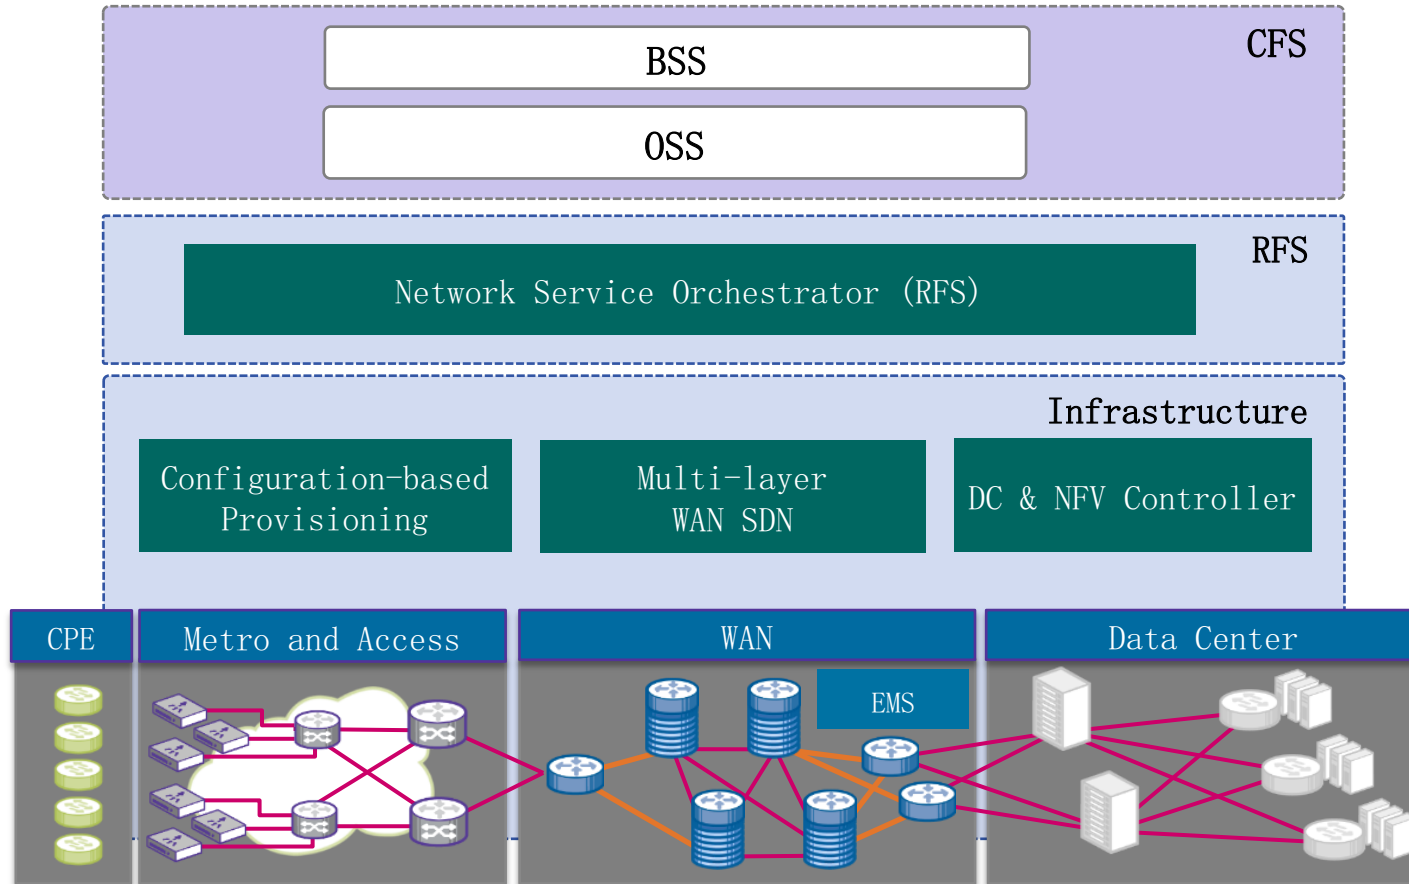 CFS
BSS
OSS
RFS
Network Service Orchestrator (RFS)
Infrastructure
Configuration-based
Provisioning
Multi-layer
WAN SDN
DC & NFV Controller
CPE
Metro and Access
WAN
Data Center
EMS